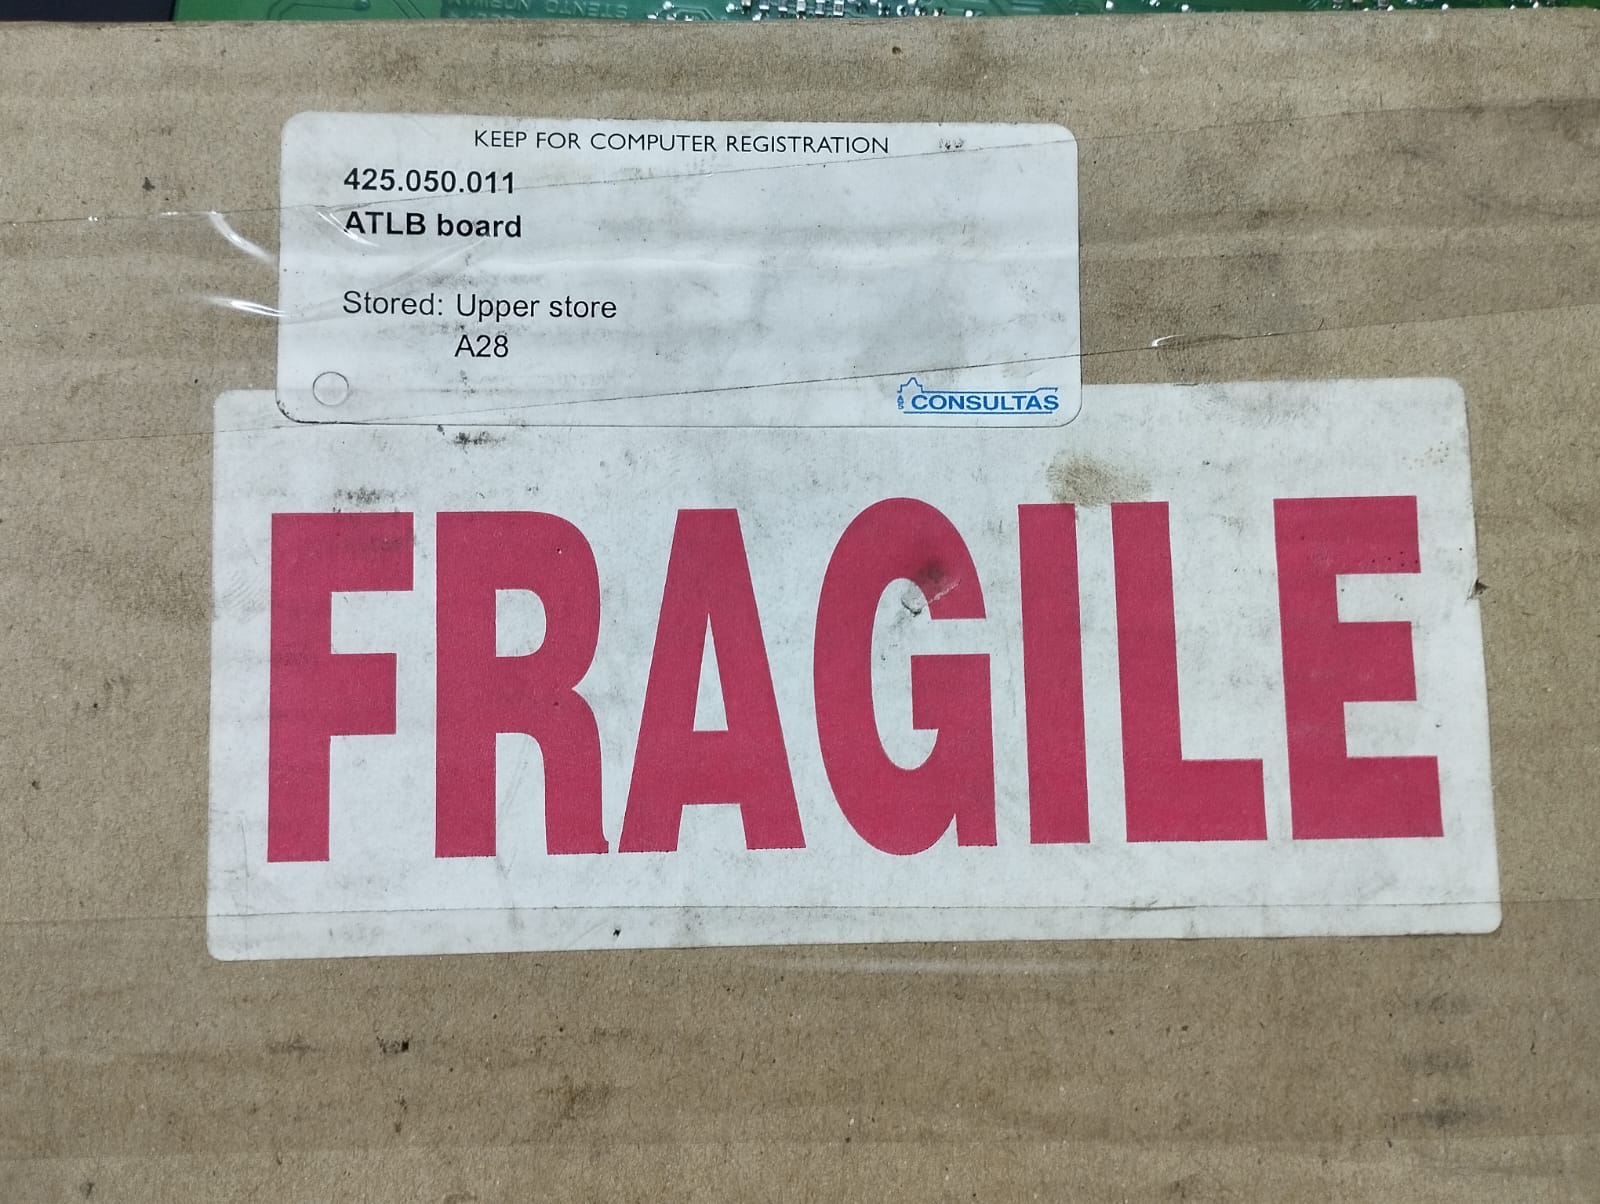 KEEP FOR COMPUTER REGISTRATION
425.050.011
ATLB board
Stored: Upper store
A28
CONSULTAS
FRAGILE